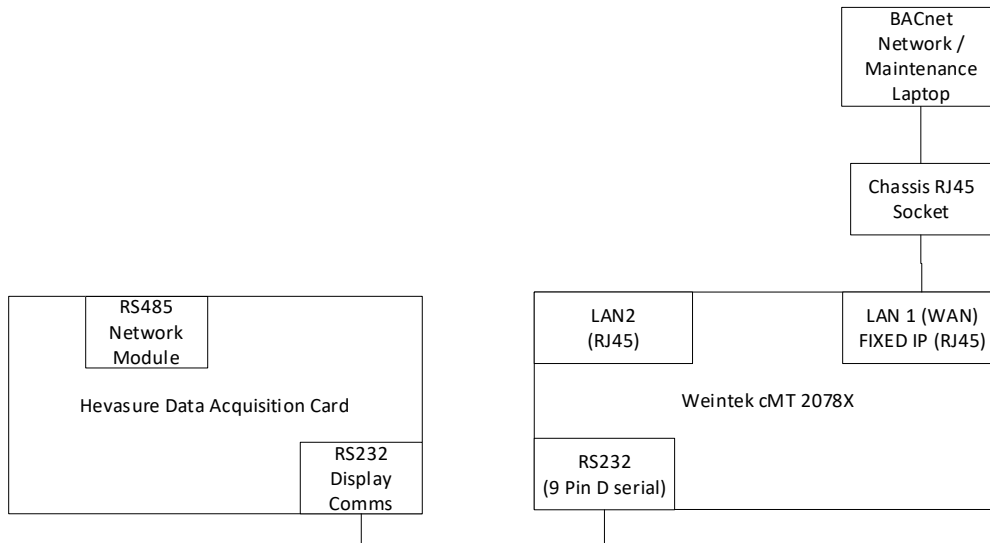 BACnet
Network /
Maintenance
Laptop
Chassis RJ45
Socket
RS485
Network
Module
Hevasure Data Acquisition Card
RS232
Display
Comms
LAN2
(RJ45)
LAN 1 (WAN)
FIXED IP (RJ45)
Weintek cMT 2078X
RS232
(9 Pin D serial)